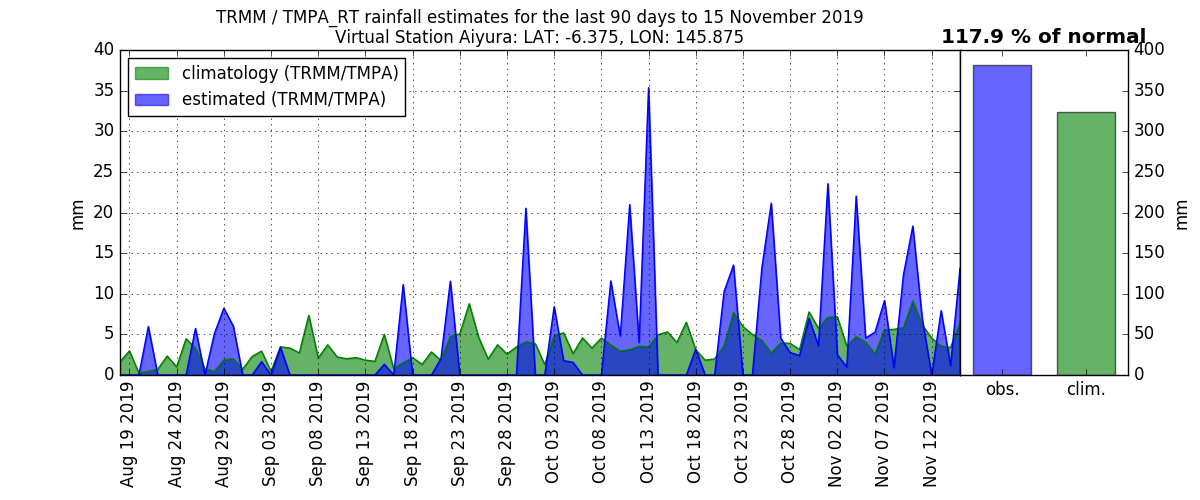 TRMM / TMPA_RT rainfall estimates for the last 90 days to 15 November 2019
Virtual Station Aiyura: LAT: -6.375, LON: 145.875
117.9 % of normal
climatology (TRMM/TMPA)
estimated (TRMM/TMPA)
40
35
30
25
20
15
10
5
0
mm
400
350
300
250
200
150
100
50
0
mm
obs.
clim.
Aug 19 2019
Aug 24 2019
Aug 29 2019
Sep 03 2019
Sep 08 2019
Sep 13 2019
Sep 18 2019
Sep 23 2019
Sep 28 2019
Oct 03 2019
Oct 08 2019
Oct 13 2019
Oct 18 2019
Oct 23 2019
Oct 28 2019
Nov 02 2019
Nov 07 2019
Nov 12 2019